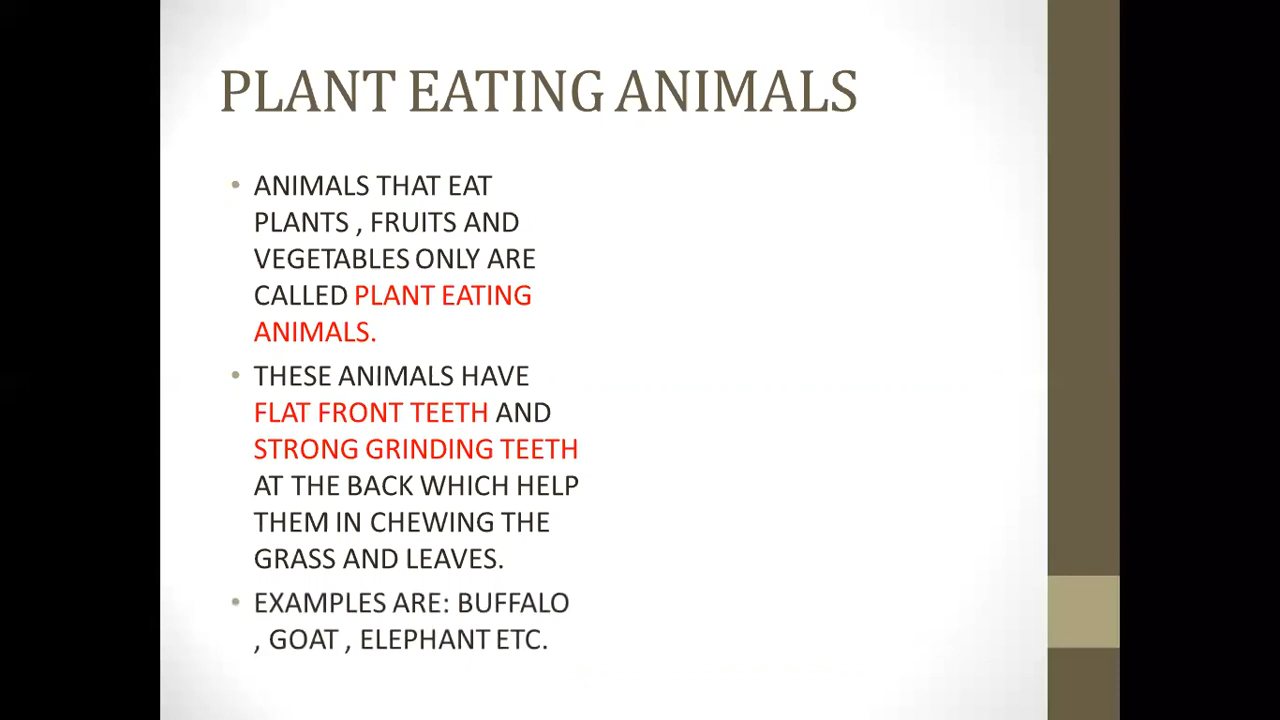 PLANT EATING ANIMALS
• ANIMALS THAT EAT
PLANTS , FRUITS AND
VEGETABLES ONLY ARE
CALLED PLANT EATING
ANIMALS.
• THESE ANIMALS HAVE
FLAT FRONT TEETH AND
STRONG GRINDING TEETH
AT THE BACK WHICH HELP
THEM IN CHEWING THE
GRASS AND LEAVES.
• EXAMPLES ARE: BUFFALO
, GOAT , ELEPHANT ETC.